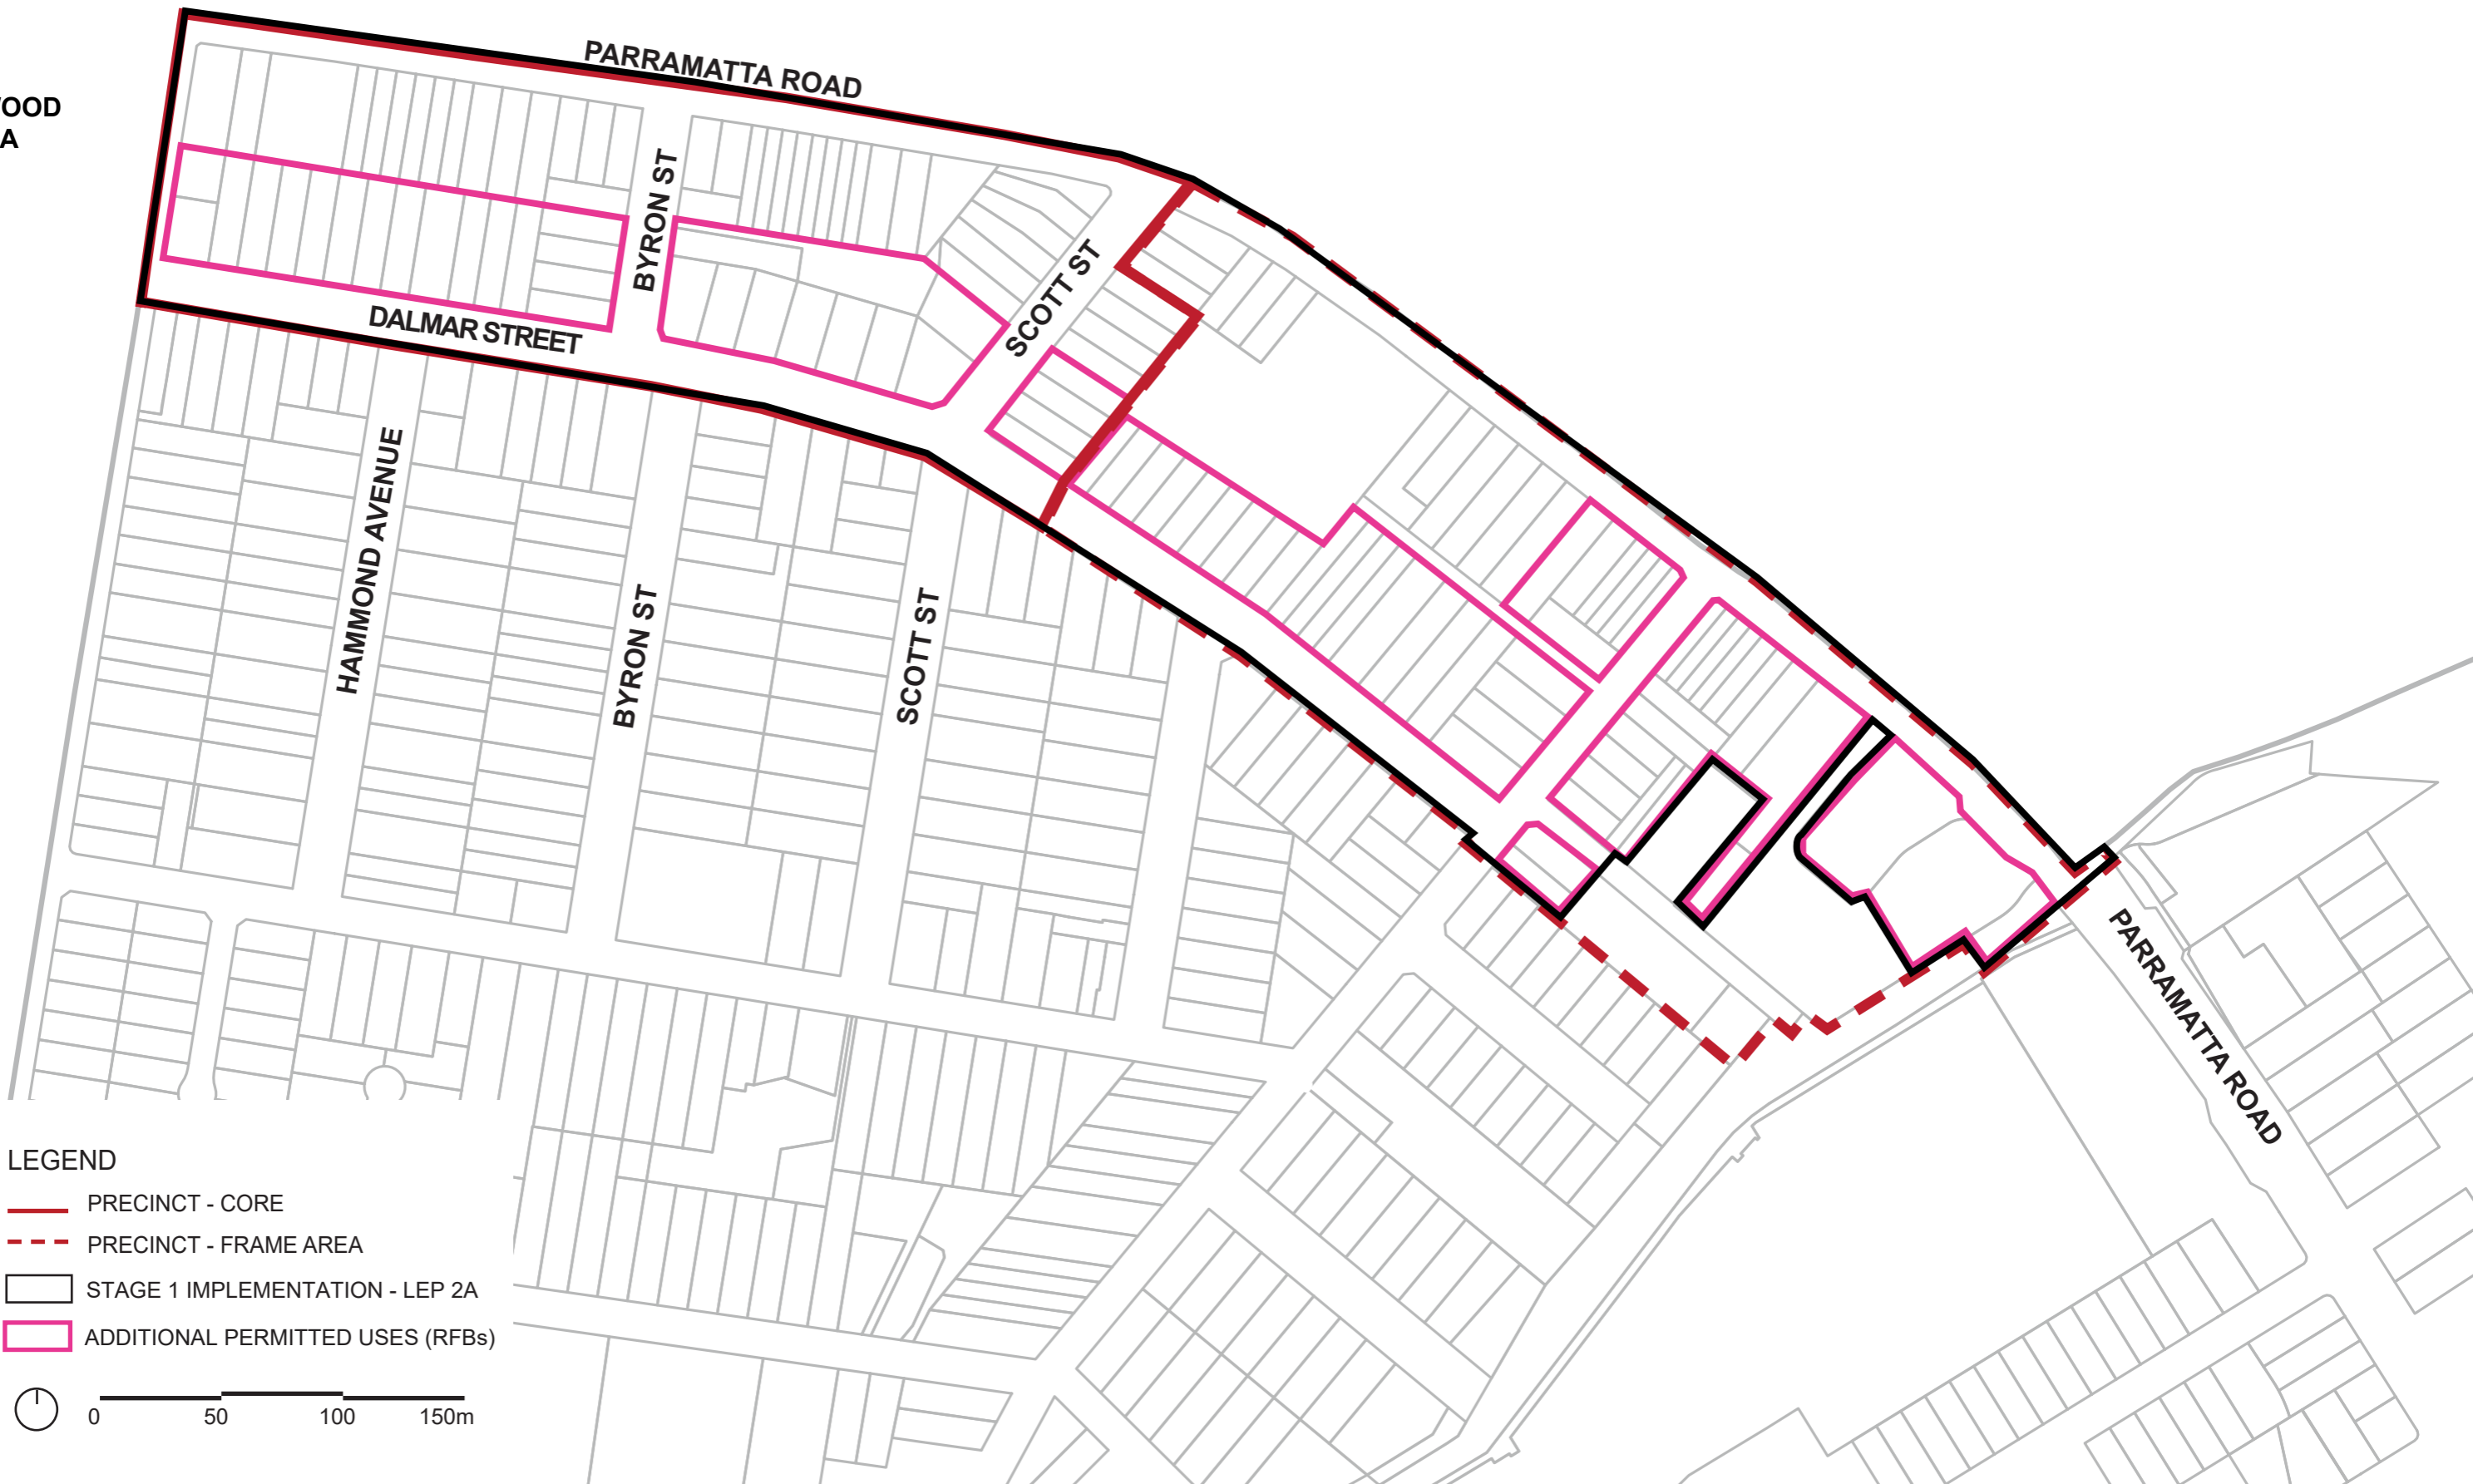 PARRAMATTA ROAD
BYRON ST
SCOTT ST
DALMAR STREET
HAMMOND AVENUE
BYRON ST
SCOTT ST
PARRAMATTA ROAD
LEGEND
PRECINCT - CORE
PRECINCT - FRAME AREA
STAGE 1 IMPLEMENTATION - LEP 2A
ADDITIONAL PERMITTED USES (RFBs)
0 50 100 150m